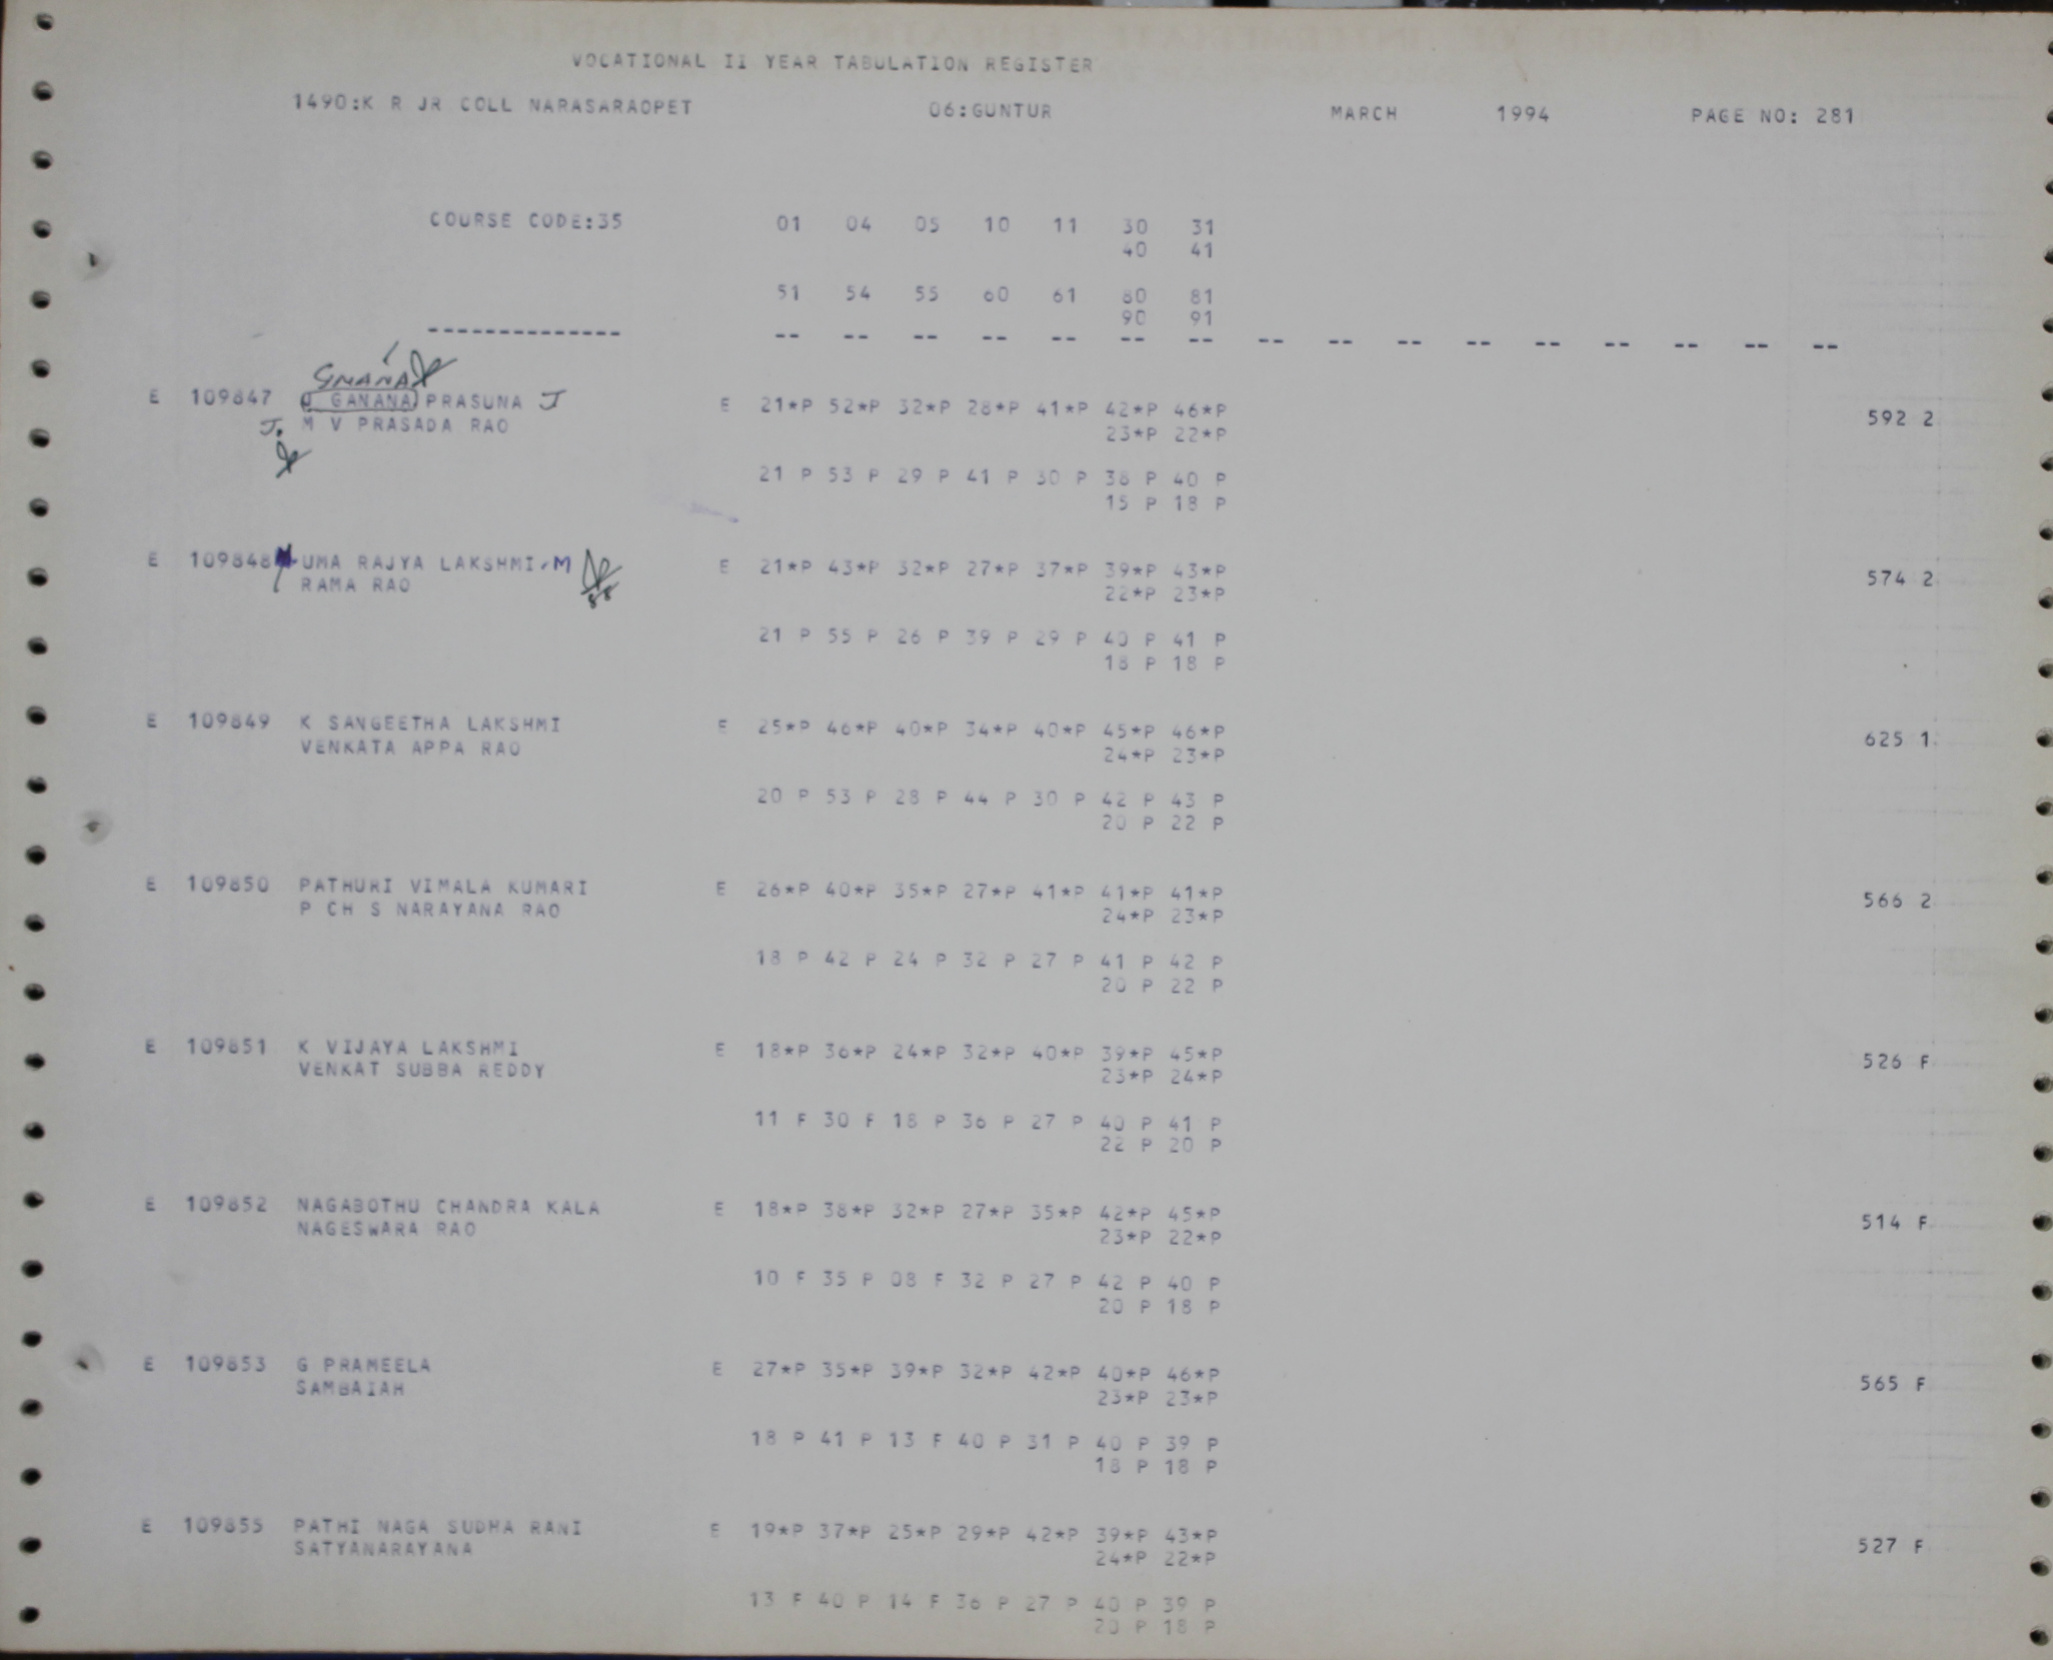 VOCATIONAL II YEAR TABULATION REGISTER
1490:K R JR COLL NARASARAOPET 06:GUNTUR MARCH 1994 PAGE NO: 281
COURSE CODE:35 01 04 05 10 11 30 31
40 41
51 54 55 60 61 80 81
90 91
-------------- -- -- -- -- -- -- -- -- -- -- -- -- -- -- -- --
GNANA
E 109847 J GANANA PRASUNA J E 21*P 52*P 32*P 28*P 41*P 42*P 46*P 592 2
J. M V PRASADA RAO 23*P 22*P
21 P 53 P 29 P 41 P 30 P 38 P 40 P
15 P 18 P
E 109848 UMA RAJYA LAKSHMI.M E 21*P 43*P 32*P 27*P 37*P 39*P 43*P 574 2
RAMA RAO 22*P 23*P
21 P 55 P 26 P 39 P 29 P 40 P 41 P
18 P 18 P
E 109849 K SANGEETHA LAKSHMI E 25*P 46*P 40*P 34*P 40*P 45*P 46*P 625 1
VENKATA APPA RAO 24*P 23*P
20 P 53 P 28 P 44 P 30 P 42 P 43 P
20 P 22 P
E 109850 PATHURI VIMALA KUMARI E 26*P 40*P 35*P 27*P 41*P 41*P 41*P 566 2
P CH S NARAYANA RAO 24*P 23*P
18 P 42 P 24 P 32 P 27 P 41 P 42 P
20 P 22 P
E 109851 K VIJAYA LAKSHMI E 18*P 36*P 24*P 32*P 40*P 39*P 45*P 526 F
VENKAT SUBBA REDDY 23*P 24*P
11 F 30 F 18 P 36 P 27 P 40 P 41 P
22 P 20 P
E 109852 NAGABOTHU CHANDRA KALA E 18*P 38*P 32*P 27*P 35*P 42*P 45*P 514 F
NAGESWARA RAO 23*P 22*P
10 F 35 P 08 F 32 P 27 P 42 P 40 P
20 P 18 P
E 109853 G PRAMEELA E 27*P 35*P 39*P 32*P 42*P 40*P 46*P 565 F
SAMBAIAH 23*P 23*P
18 P 41 P 13 F 40 P 31 P 40 P 39 P
18 P 18 P
E 109855 PATHI NAGA SUDHA RANI E 19*P 37*P 25*P 29*P 42*P 39*P 43*P 527 F
SATYANARAYANA 24*P 22*P
13 F 40 P 14 F 36 P 27 P 40 P 39 P
20 P 18 P